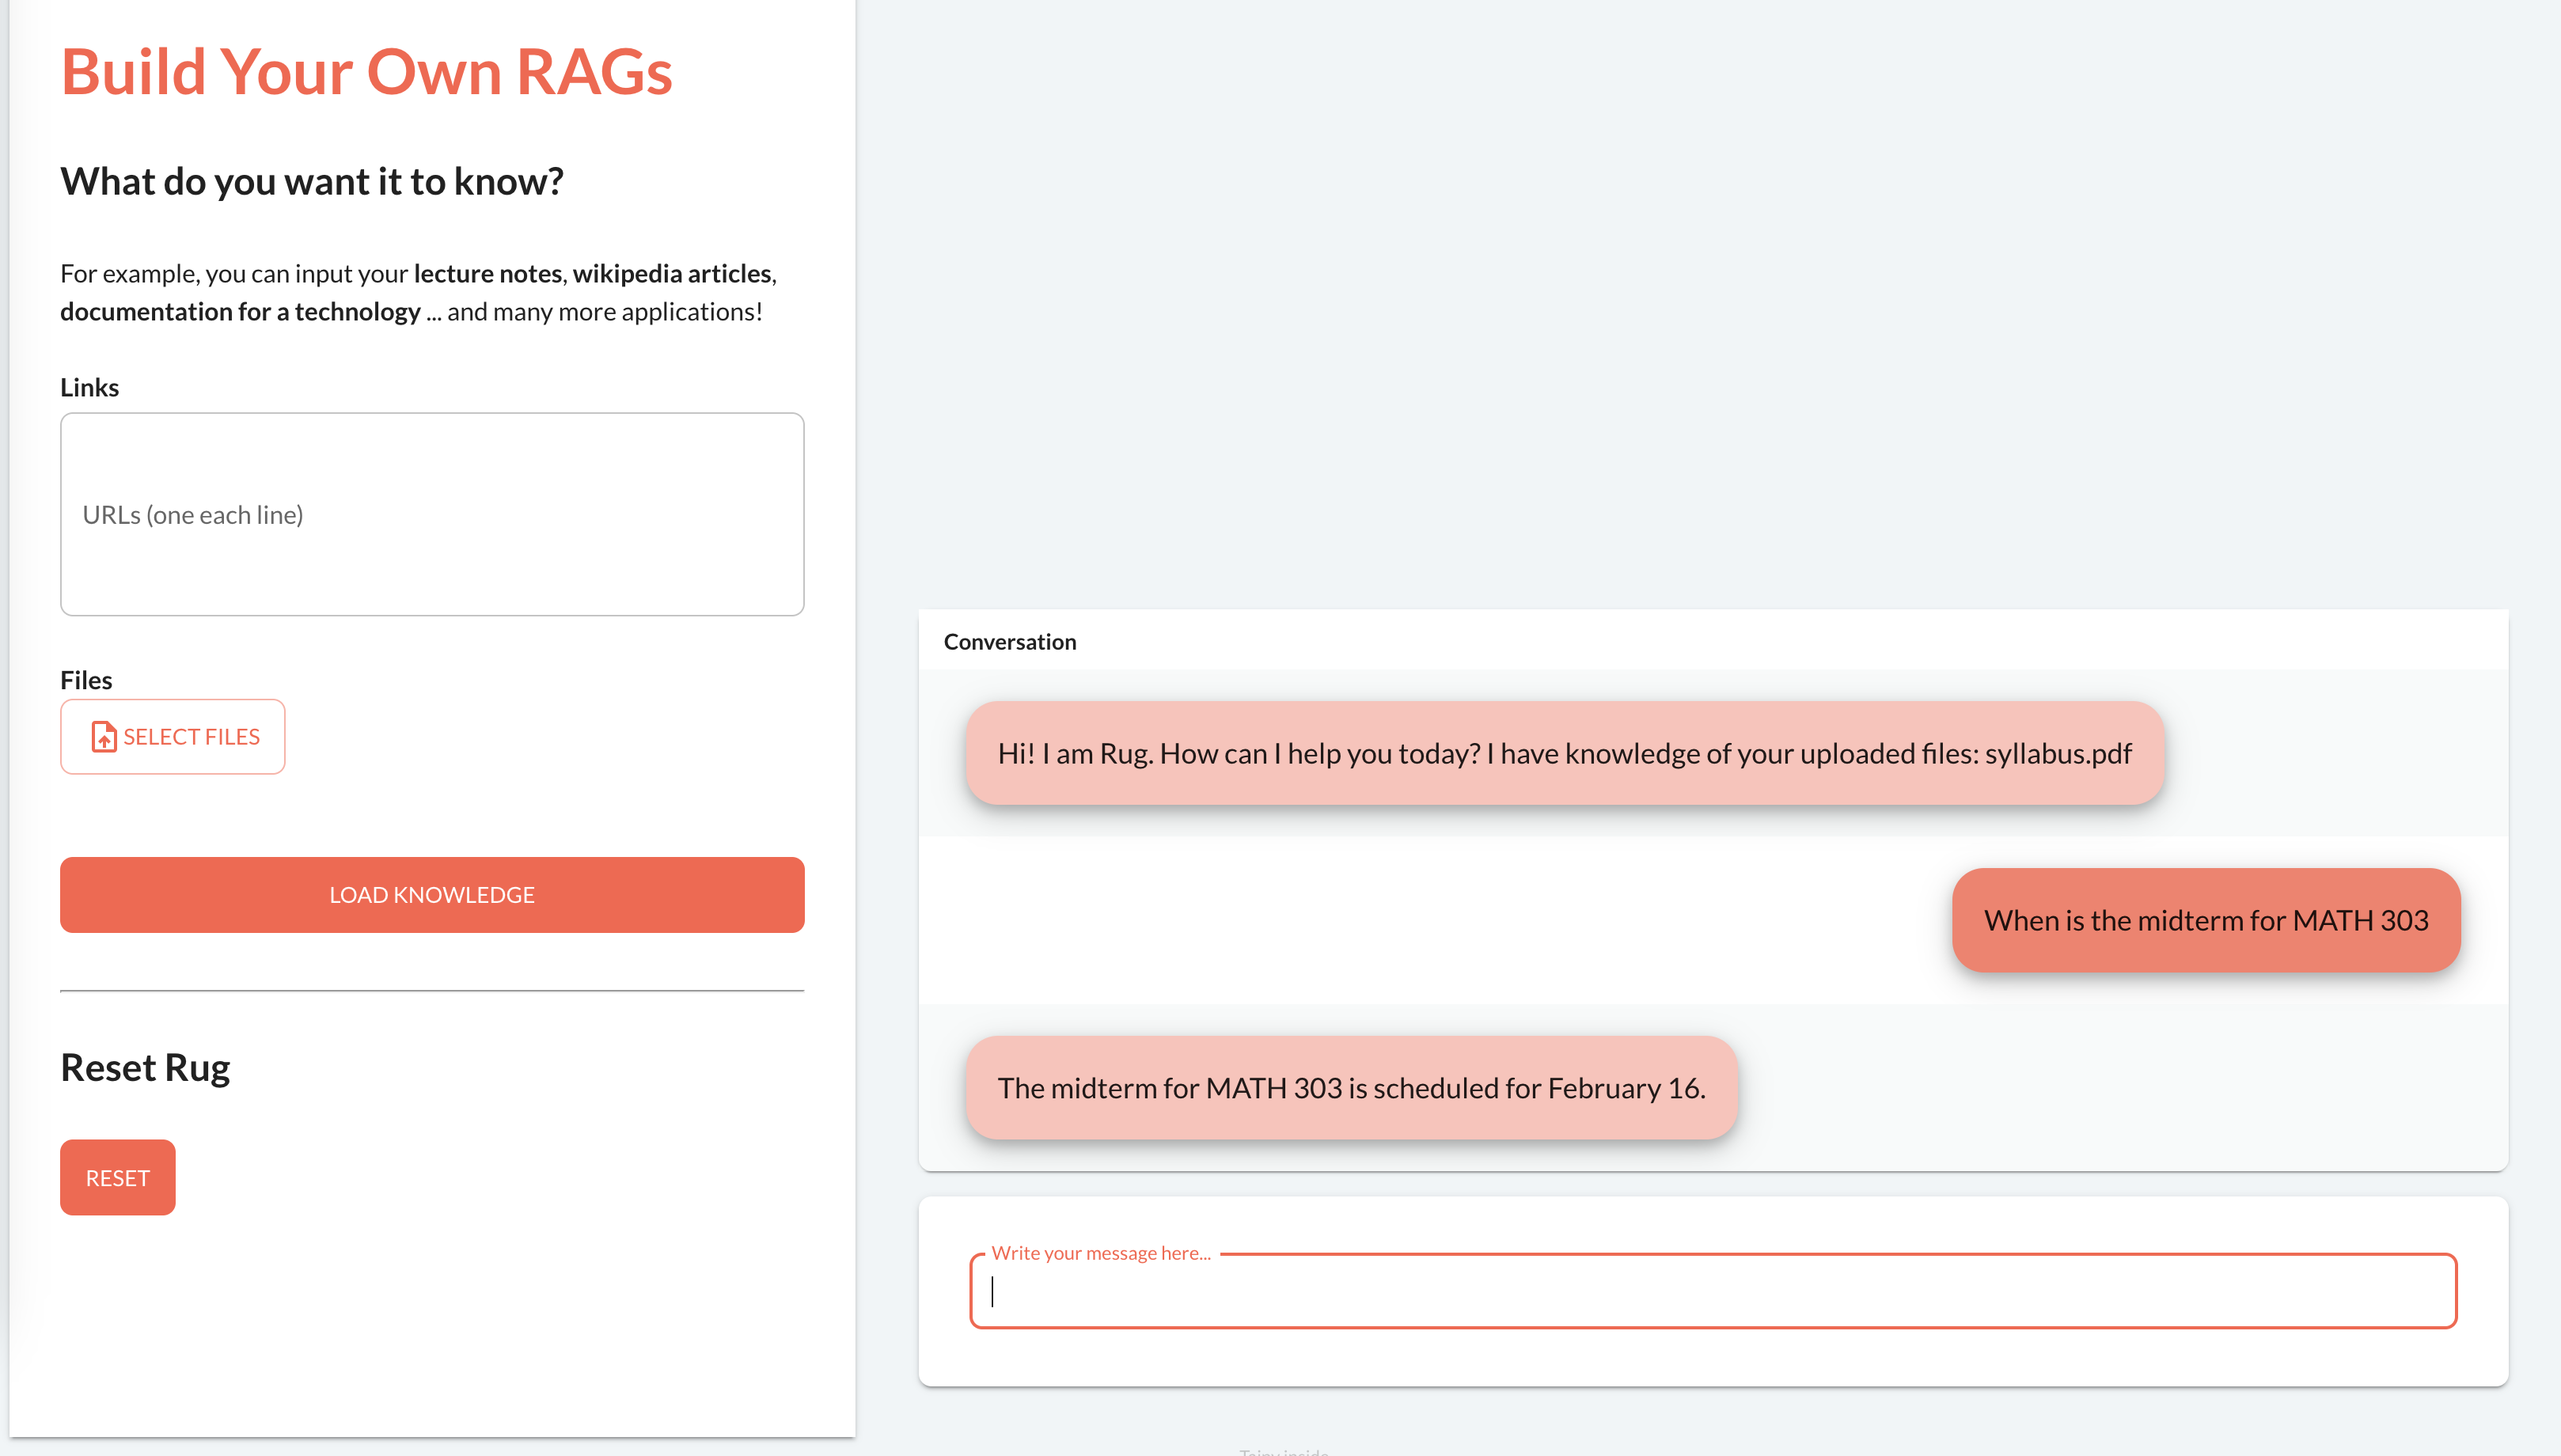 Build Your Own RAGs
What do you want it to know?
For example, you can input your lecture notes, wikipedia articles,
documentation for a technology ... and many more applications!
Links
URLs (one each line)
Files
SELECT FILES
LOAD KNOWLEDGE
Reset Rug
RESET
Conversation
Hi! I am Rug. How can I help you today? I have knowledge of your uploaded files: syllabus.pdf
When is the midterm for MATH 303
The midterm for MATH 303 is scheduled for February 16.
Write your message here...